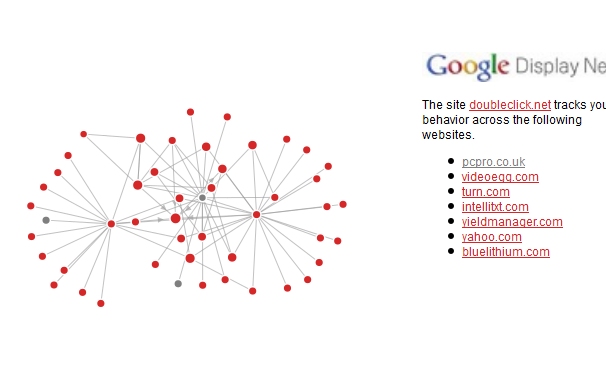 Google Display Ne
The site doubleclick.net tracks you
behavior across the following
websites.
pcpro.co.uk
videoegg.com
turn.com
intellitxt.com
yieldmanager.com
yahoo.com
bluelithium.com